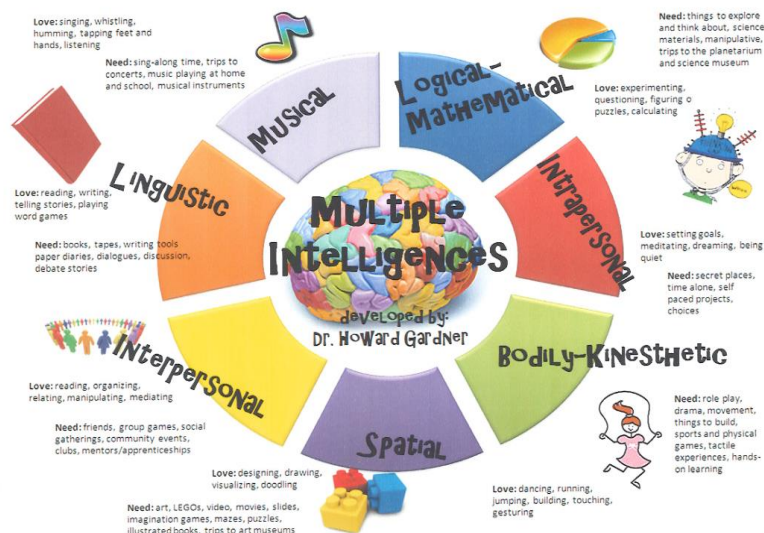 Love: singing, whistling,
humming, tapping feet and
hands, listening
Need: sing-along time, trips to
concerts, music playing at home
and school, musical instruments
Musical
Logical-
Mathematical
Need: things to explore
and think about, science
materials, manipulative,
trips to the planetarium
and science museum
Love: experimenting,
questioning, figuring o
puzzles, calculating
Linguistic
Love: reading, writing,
telling stories, playing
word games
Need: books, tapes, writing tools
paper diaries, dialogues, discussion,
debate stories
Intrapersonal
Love: setting goals,
meditating, dreaming, being
quiet
Need: secret places,
time alone, self
paced projects,
choices
Multiple
Intelligences
developed by:
Dr. Howard Gardner
Interpersonal
Love: reading, organizing,
relating, manipulating, mediating
Need: friends, group games, social
gatherings, community events,
clubs, mentors/apprenticeships
Bodily-Kinesthetic
Need: role play,
drama, movement,
things to build,
sports and physical
games, tactile
experiences, hands-
on learning
Love: dancing, running,
jumping, building, touching,
gesturing
Spatial
Love: designing, drawing,
visualizing, doodling
Need: art, LEGOs, video, movies, slides,
imagination games, mazes, puzzles,
illustrated books, trips to art museums